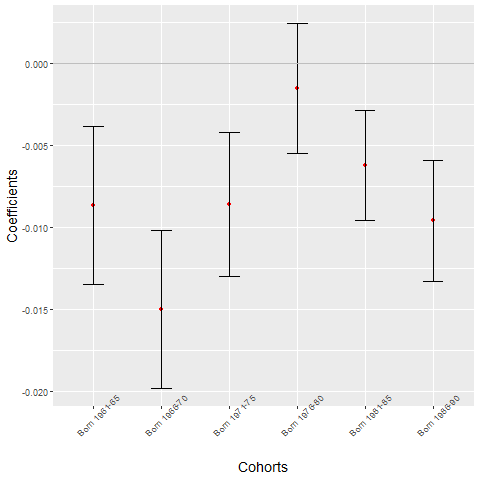 Coefficients
0.000
-0.005
-0.010
-0.015
-0.020
Born 1961-65
Born 1966-70
Born 1971-75
Born 1976-80
Born 1981-85
Born 1986-90
Cohorts